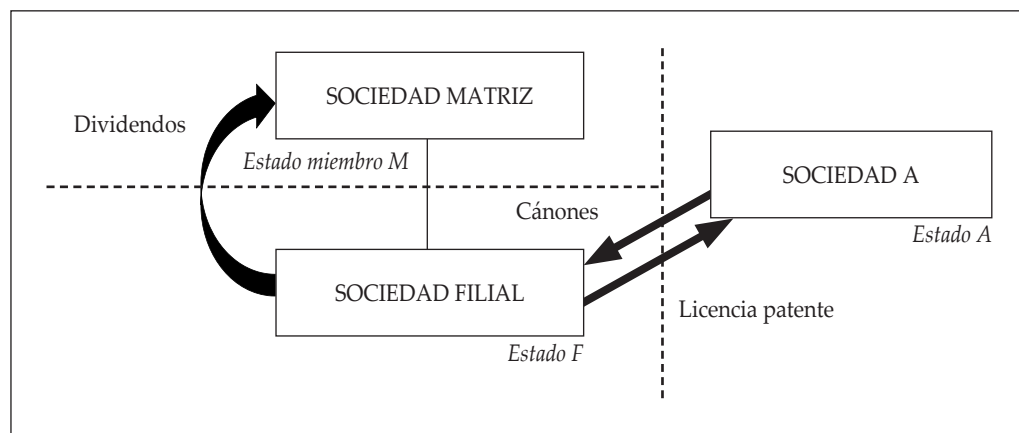 SOCIEDAD MATRIZ
Dividendos
Estado miembro M
SOCIEDAD A
Cánones
Estado A
SOCIEDAD FILIAL
Licencia patente
Estado F